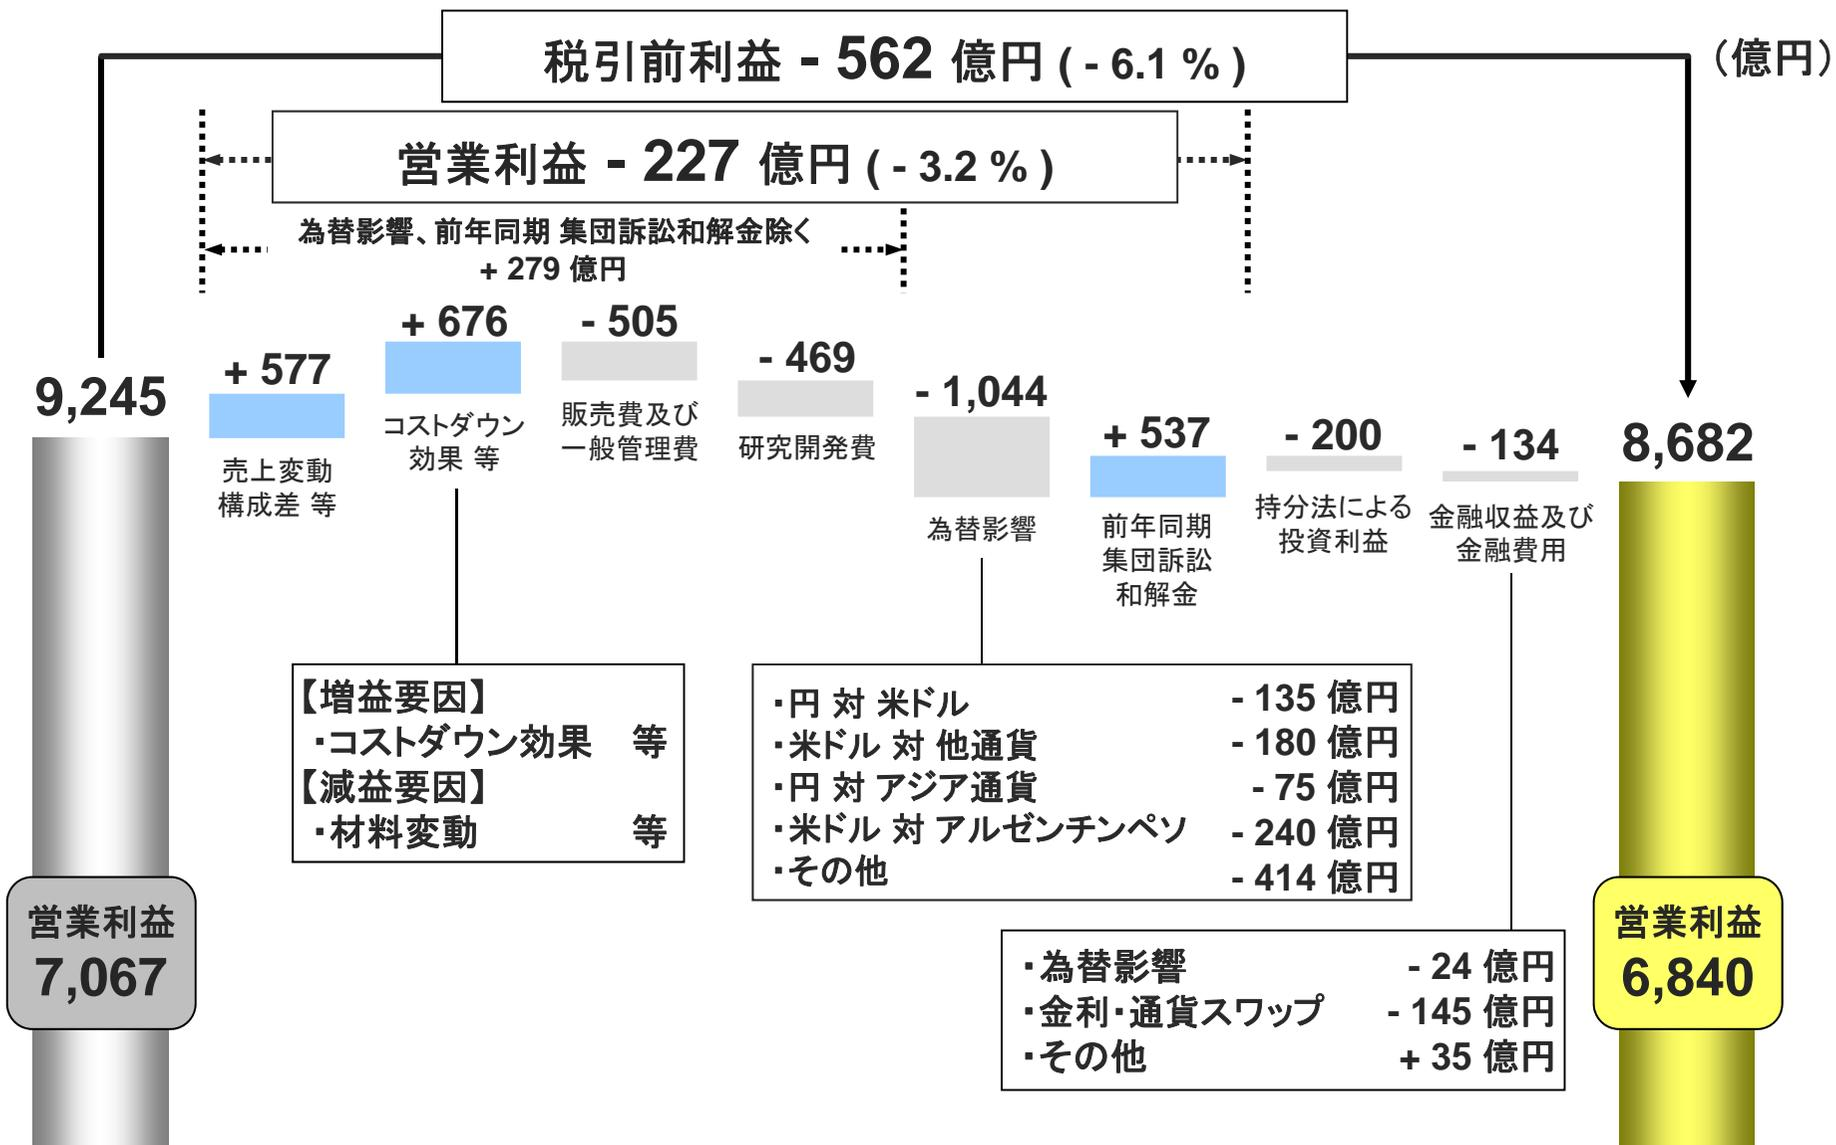 税引前利益 - 562 億円 ( - 6.1 % )
（億円）
営業利益 - 227 億円 ( - 3.2 % )
為替影響、前年同期 集団訴訟和解金除く
+ 279 億円
9,245
+ 577
売上変動
構成差 等
+ 676
コストダウン
効果 等
- 505
販売費及び
一般管理費
- 469
研究開発費
- 1,044
為替影響
+ 537
前年同期
集団訴訟
和解金
- 200
持分法による
投資利益
- 134
金融収益及び
金融費用
8,682
【増益要因】
・コストダウン効果 等
【減益要因】
・材料変動 等
・円 対 米ドル - 135 億円
・米ドル 対 他通貨 - 180 億円
・円 対 アジア通貨 - 75 億円
・米ドル 対 アルゼンチンペソ - 240 億円
・その他 - 414 億円
・為替影響 - 24 億円
・金利・通貨スワップ - 145 億円
・その他 + 35 億円
営業利益
7,067
営業利益
6,840